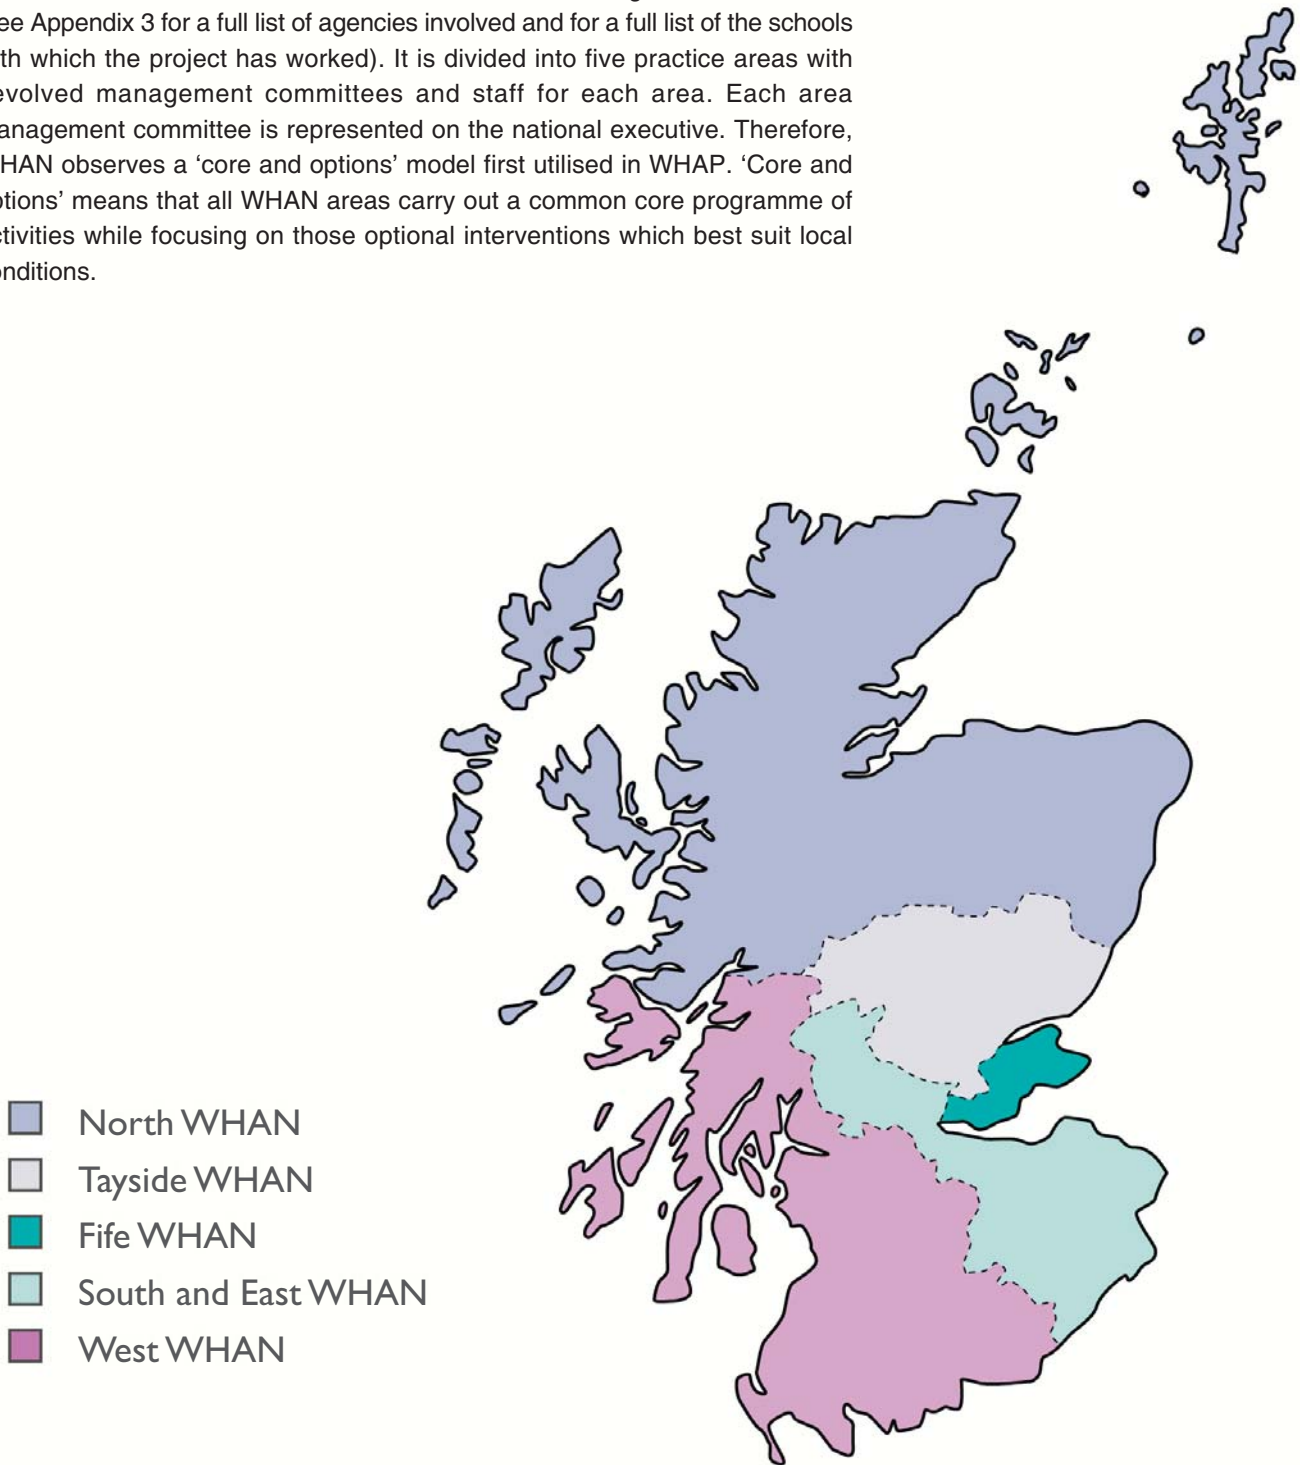 ee Appendix 3 for a full list of agencies involved and for a full list of the schools
th which the project has worked). It is divided into five practice areas with
evolved management committees and staff for each area. Each area
anagement committee is represented on the national executive. Therefore,
HAN observes a ‘core and options’ model first utilised in WHAP. ‘Core and
ptions’ means that all WHAN areas carry out a common core programme of
ctivities while focusing on those optional interventions which best suit local
onditions.
North WHAN
Tayside WHAN
Fife WHAN
South and East WHAN
West WHAN